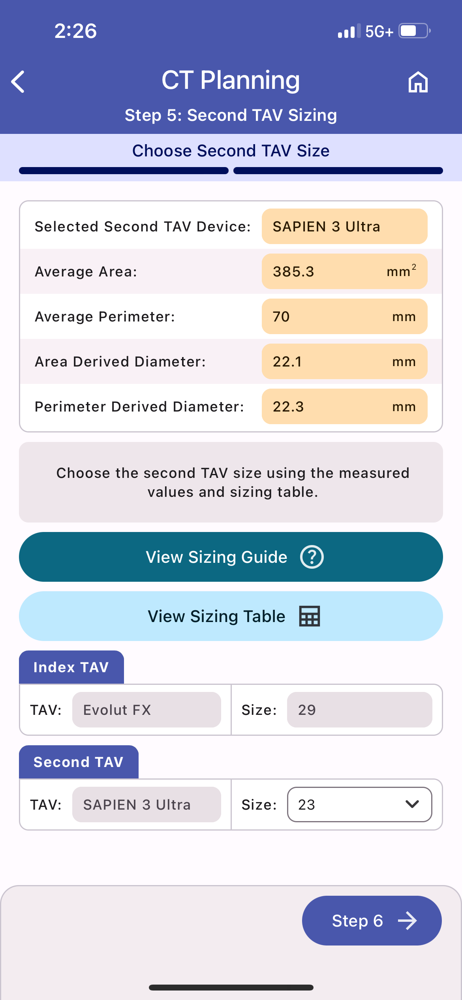 2:26
5G+
CT Planning
Step 5: Second TAV Sizing
Choose Second TAV Size
Selected Second TAV Device: SAPIEN 3 Ultra
Average Area: 385.3 mm²
Average Perimeter: 70 mm
Area Derived Diameter: 22.1 mm
Perimeter Derived Diameter: 22.3 mm
Choose the second TAV size using the measured
values and sizing table.
View Sizing Guide ?
View Sizing Table
Index TAV
TAV: Evolut FX Size: 29
Second TAV
TAV: SAPIEN 3 Ultra Size: 23
Step 6 →